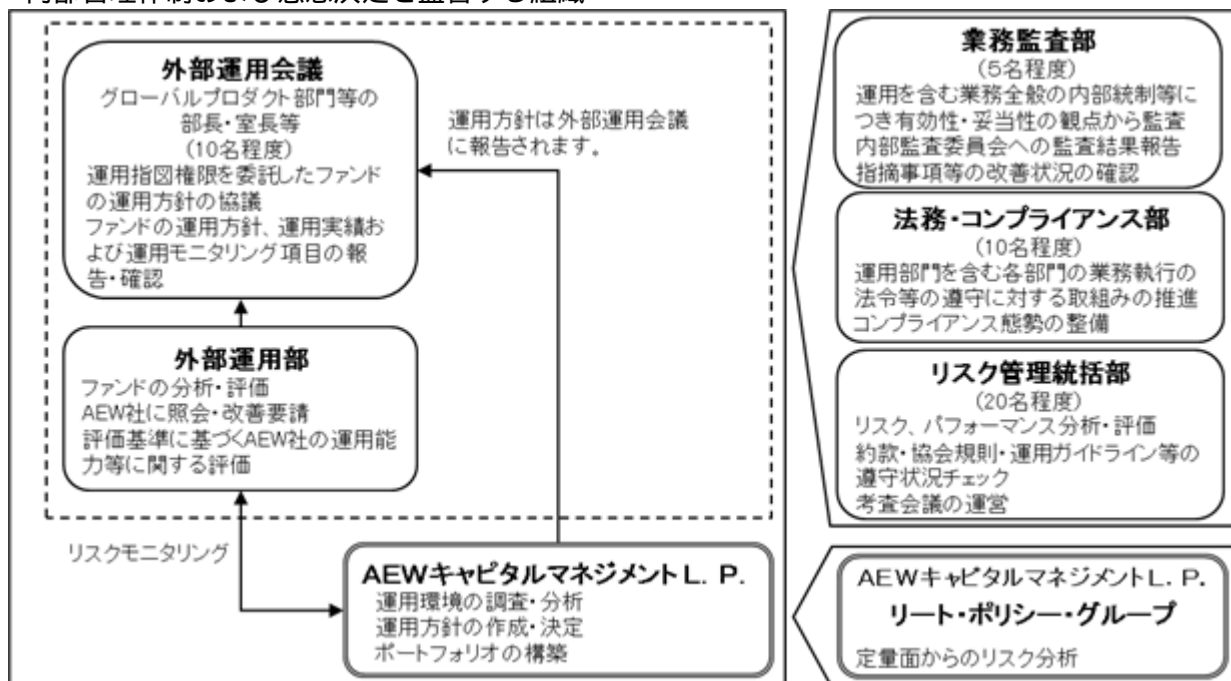 内部管理体制および意思決定を監督する組織
外部運用会議
グローバルプロダクト部門等の
部長・室長等
(10名程度)
運用指図権限を委託したファンド
の運用方針の協議
ファンドの運用方針、運用実績お
よび運用モニタリング項目の報
告・確認
運用方針は外部運用会議
に報告されます。
外部運用部
ファンドの分析・評価
AEW社に照会・改善要請
評価基準に基づくAEW社の運用能
力等に関する評価
リスクモニタリング
AEWキャピタルマネジメントL. P.
運用環境の調査・分析
運用方針の作成・決定
ポートフォリオの構築
業務監査部
(5名程度)
運用を含む業務全般の内部統制等に
つき有効性・妥当性の観点から監査
内部監査委員会への監査結果報告
指摘事項等の改善状況の確認
法務・コンプライアンス部
(10名程度)
運用部門を含む各部門の業務執行の
法令等の遵守に対する取組みの推進
コンプライアンス態勢の整備
リスク管理統括部
(20名程度)
リスク、パフォーマンス分析・評価
約款・協会規則・運用ガイドライン等の
遵守状況チェック
考査会議の運営
AEWキャピタルマネジメントL. P.
リート・ポリシー・グループ
定量面からのリスク分析